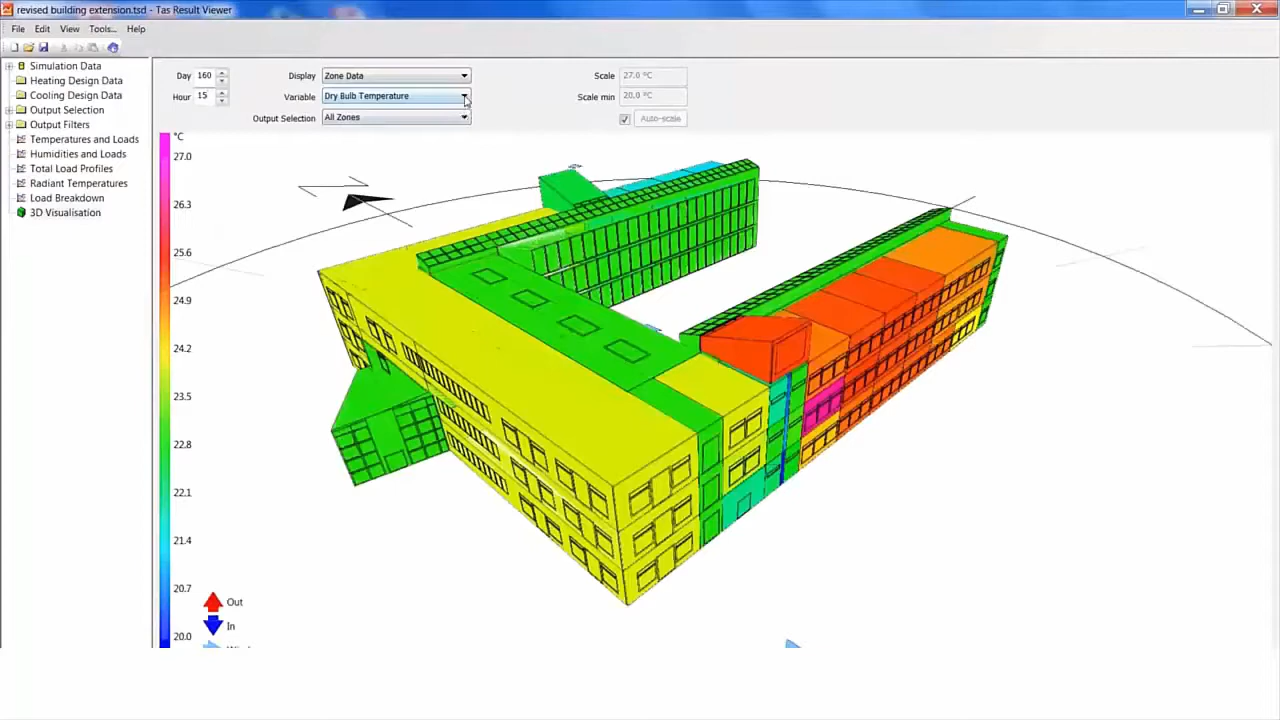 revised building extension.tsd - Tas Result Viewer
File Edit View Tools... Help
Simulation Data
Heating Design Data
Cooling Design Data
Output Selection
Output Filters
Temperatures and Loads
Humidities and Loads
Total Load Profiles
Radiant Temperatures
Load Breakdown
3D Visualisation
Day 160 Display Zone Data Scale 27.0 °C
Hour 15 Variable Dry Bulb Temperature Scale min 20.0 °C
Output Selection All Zones Auto-scale
°C
27.0
26.3
25.6
24.9
24.2
23.5
22.8
22.1
21.4
20.7
20.0
Out
In